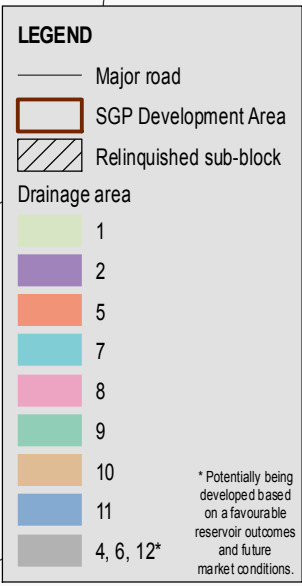 LEGEND
Major road
SGP Development Area
Relinquished sub-block
Drainage area
1
2
5
7
8
9
10
11
4, 6, 12*
* Potentially being
developed based
on a favourable
reservoir outcomes
and future
market conditions.